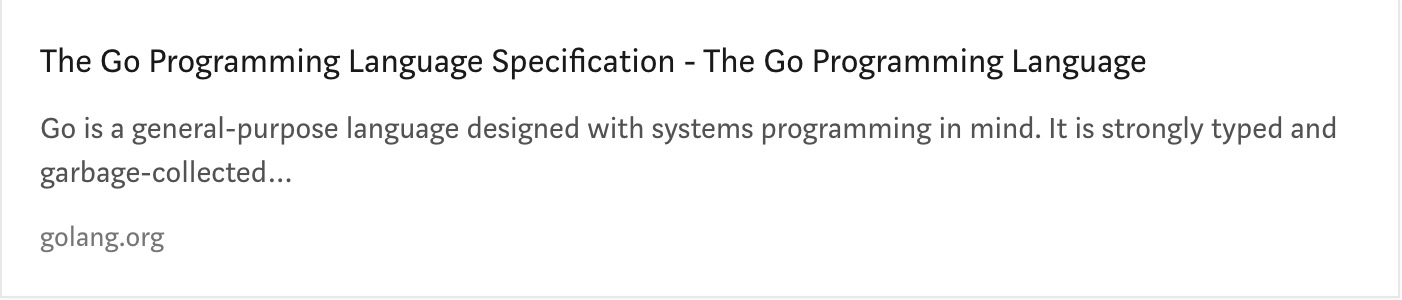 The Go Programming Language Specification - The Go Programming Language
Go is a general-purpose language designed with systems programming in mind. It is strongly typed and
garbage-collected...
golang.org